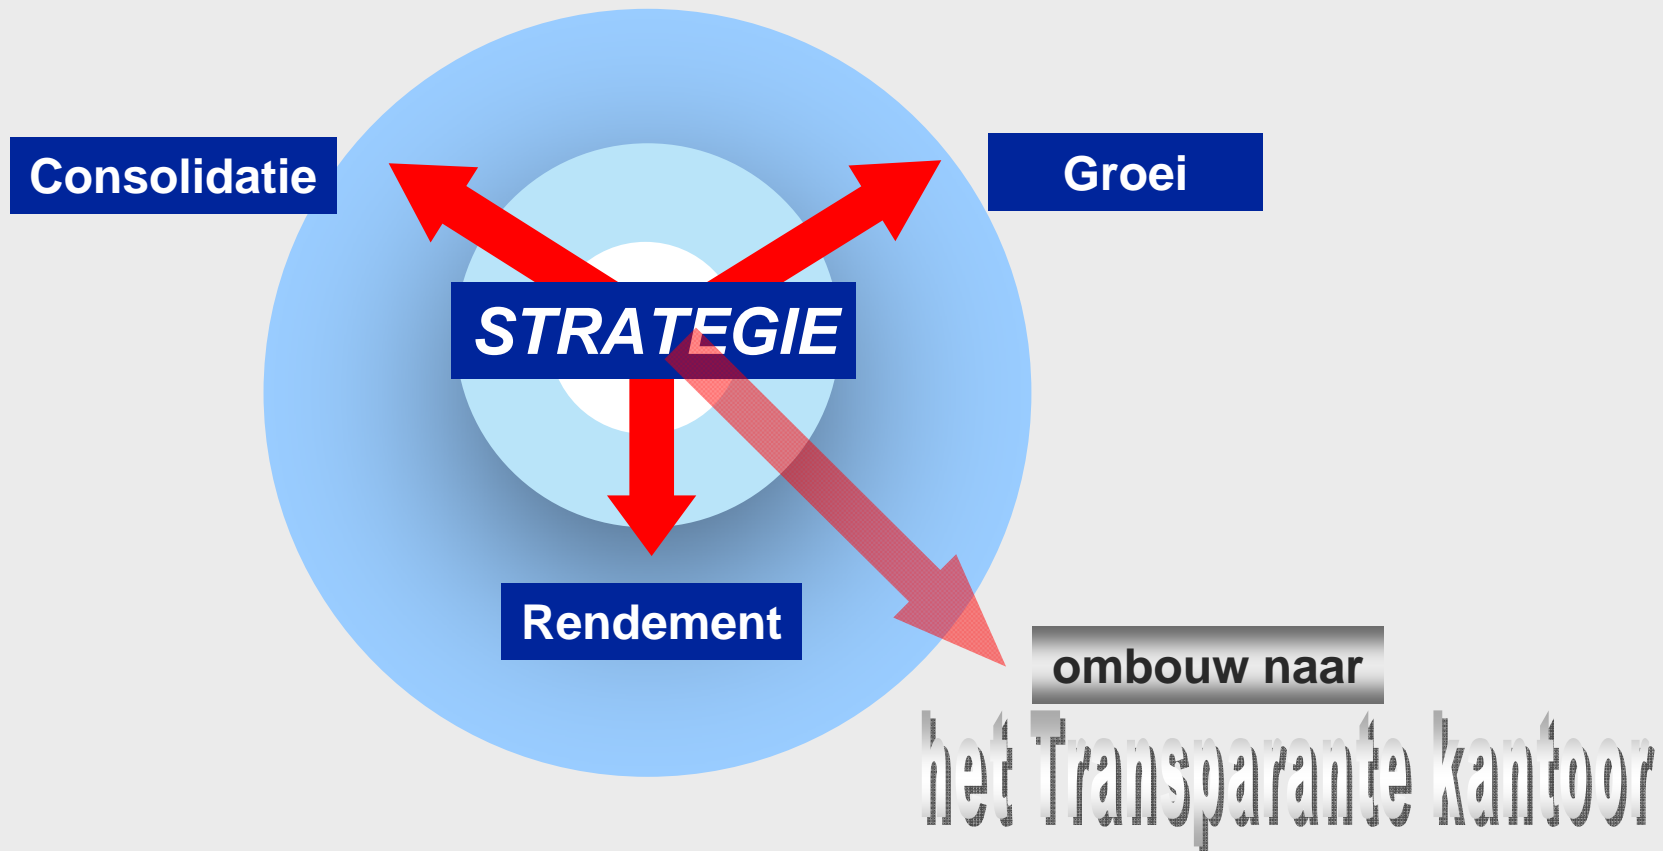 Consolidatie
Groei
STRATEGIE
Rendement
ombouw naar
het Transparante kantoor